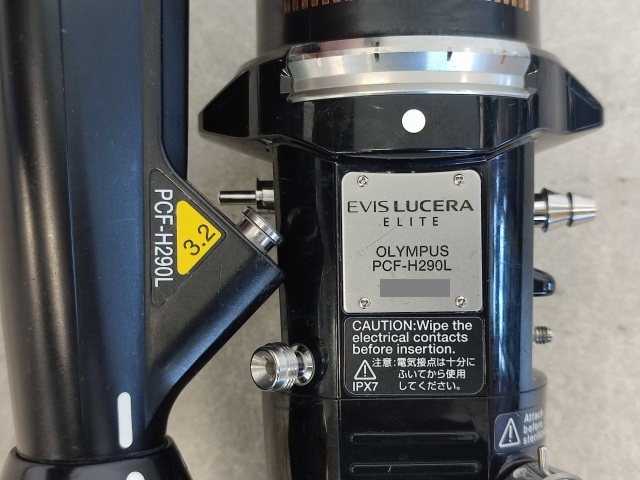 PCF-H290L
3.2
EVIS LUCERA
ELITE
OLYMPUS
PCF-H290L
CAUTION:Wipe the
electrical contacts
before insertion.
注意:電気接点は十分に
ふいてから使用
してください。
IPX7
Attach
before